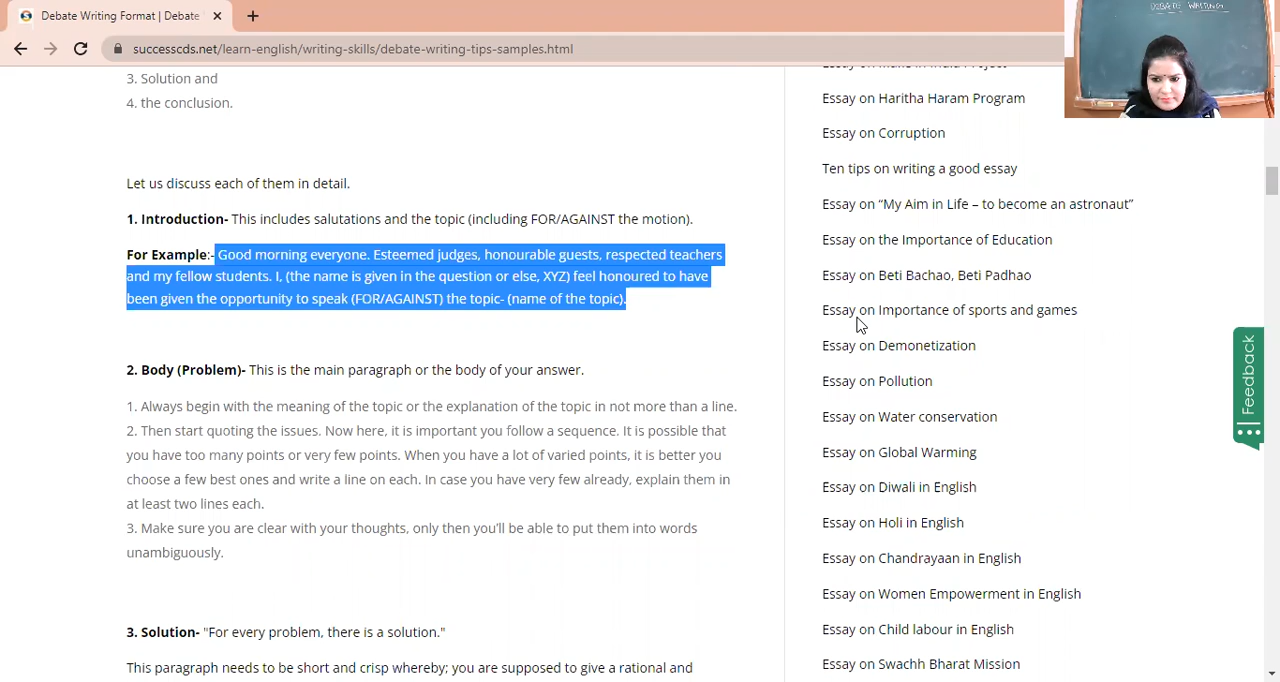 Debate Writing Format | Debate
successcds.net/learn-english/writing-skills/debate-writing-tips-samples.html
DEBATE WRITING
3. Solution and
4. the conclusion.
Let us discuss each of them in detail.
1. Introduction- This includes salutations and the topic (including FOR/AGAINST the motion).
For Example:- Good morning everyone. Esteemed judges, honourable guests, respected teachers
and my fellow students. I, (the name is given in the question or else, XYZ) feel honoured to have
been given the opportunity to speak (FOR/AGAINST) the topic- (name of the topic).
2. Body (Problem)- This is the main paragraph or the body of your answer.
1. Always begin with the meaning of the topic or the explanation of the topic in not more than a line.
2. Then start quoting the issues. Now here, it is important you follow a sequence. It is possible that
you have too many points or very few points. When you have a lot of varied points, it is better you
choose a few best ones and write a line on each. In case you have very few already, explain them in
at least two lines each.
3. Make sure you are clear with your thoughts, only then you'll be able to put them into words
unambiguously.
3. Solution- "For every problem, there is a solution."
This paragraph needs to be short and crisp whereby; you are supposed to give a rational and
Essay on Make in India Project
Essay on Haritha Haram Program
Essay on Corruption
Ten tips on writing a good essay
Essay on “My Aim in Life – to become an astronaut”
Essay on the Importance of Education
Essay on Beti Bachao, Beti Padhao
Essay on Importance of sports and games
Essay on Demonetization
Essay on Pollution
Essay on Water conservation
Essay on Global Warming
Essay on Diwali in English
Essay on Holi in English
Essay on Chandrayaan in English
Essay on Women Empowerment in English
Essay on Child labour in English
Essay on Swachh Bharat Mission
Feedback